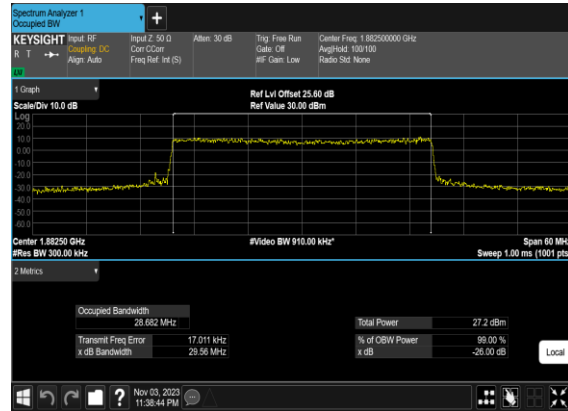 Spectrum Analyzer 1
Occupied BW
+
KEYSIGHT Input: RF Input Z: 50 Ω Atten: 30 dB Trig: Free Run Center Freq: 1.882500000 GHz
R T Coupling: DC Corr CCorr Gate: Off Avg|Hold: 100/100
Align: Auto Freq Ref: Int (S) #IF Gain: Low Radio Std: None
LW
1 Graph
Ref Lvl Offset 25.60 dB
Scale/Div 10.0 dB Ref Value 30.00 dBm
Log
20.0
10.0
0.00
-10.0
-20.0
-30.0
-40.0
-50.0
-60.0
Center 1.88250 GHz #Video BW 910.00 kHz* Span 60 MHz
#Res BW 300.00 kHz Sweep 1.00 ms (1001 pts)
2 Metrics
Occupied Bandwidth
28.682 MHz Total Power 27.2 dBm
Transmit Freq Error 17.011 kHz % of OBW Power 99.00 %
x dB Bandwidth 29.56 MHz x dB -26.00 dB
Local
? Nov 03, 2023
11:38:44 PM